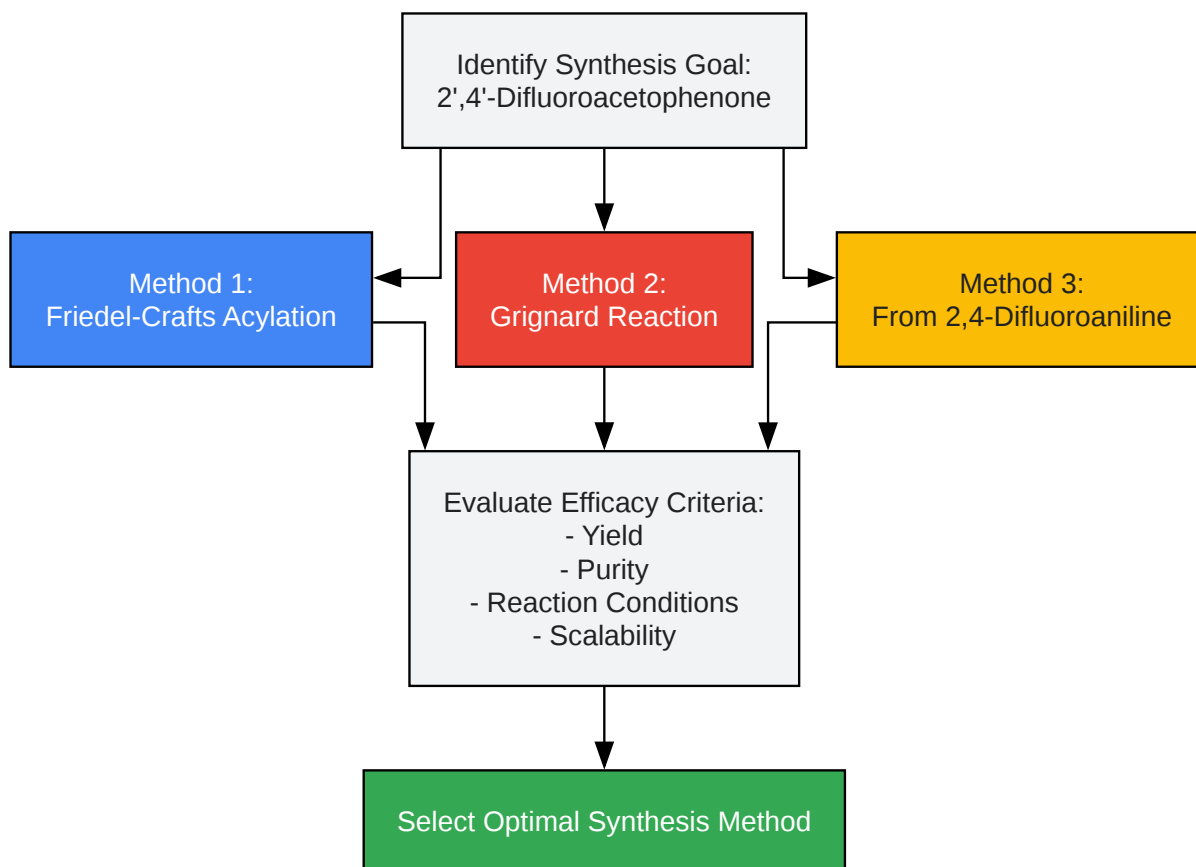 Identify Synthesis Goal:
2',4'-Difluoroacetophenone
Method 1:
Friedel-Crafts Acylation
Method 2:
Grignard Reaction
Method 3:
From 2,4-Difluoroaniline
Evaluate Efficacy Criteria:
- Yield
- Purity
- Reaction Conditions
- Scalability
Select Optimal Synthesis Method